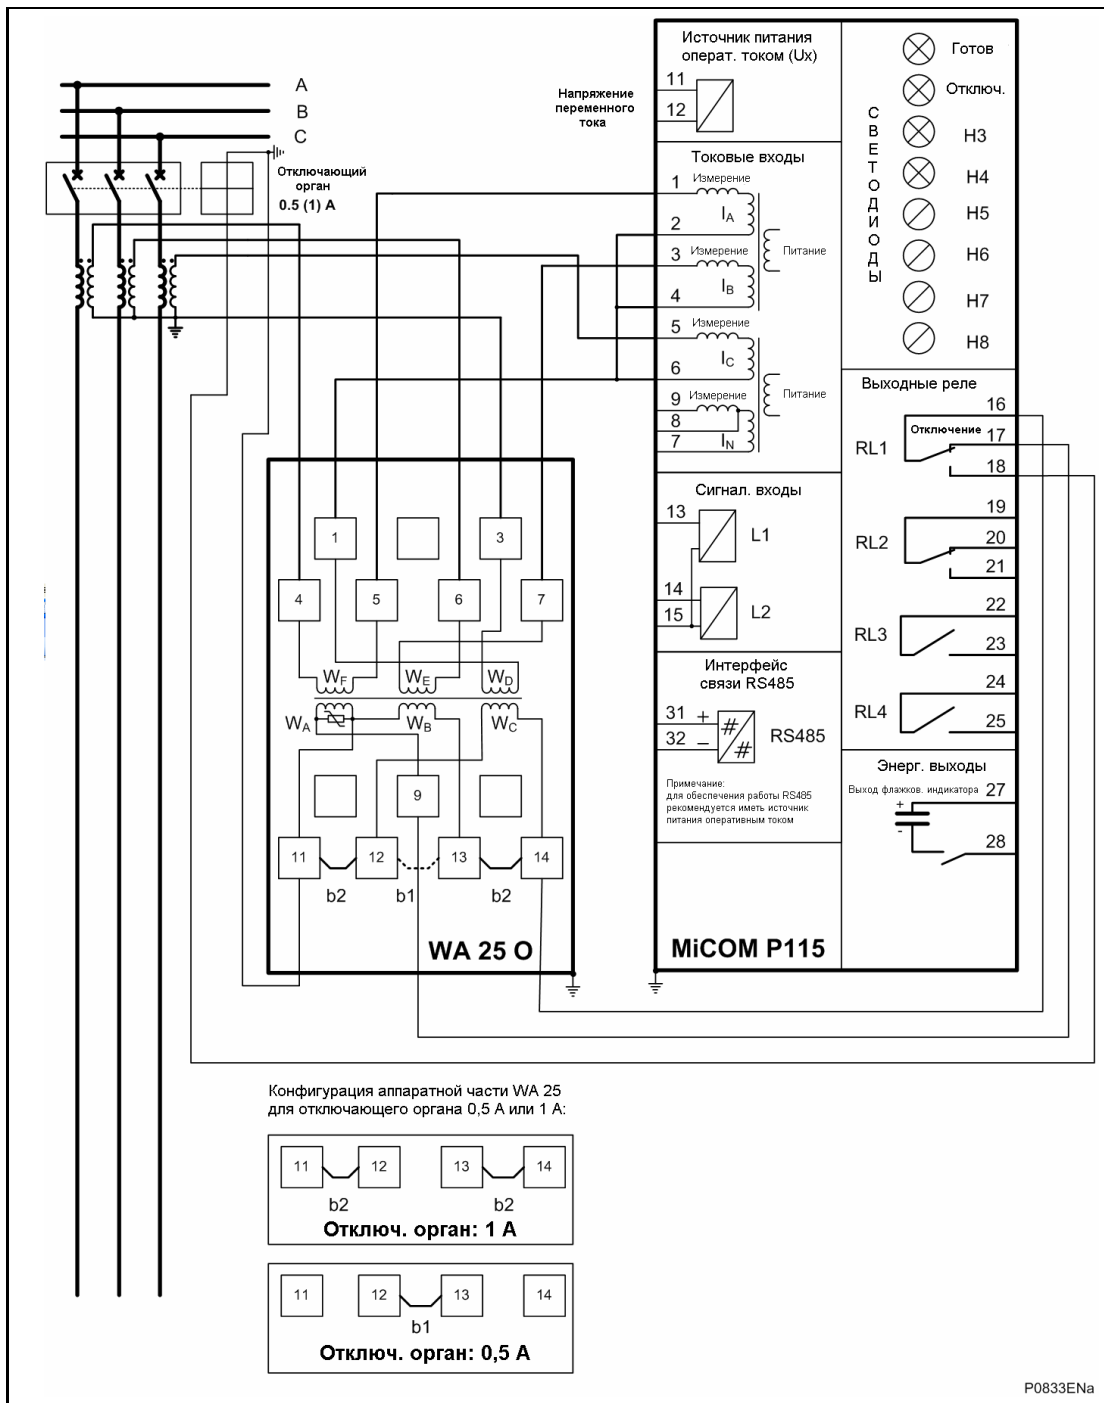 A
B
C
Отключающий
орган
0.5 (1) A
Напряжение
переменного
тока
Источник питания
операт. током (Ux)
11
12
Токовые входы
1
Измерение
IA
2
3
Измерение
IB
4
Питание
5
Измерение
IC
6
9
Измерение
8
7
IN
Питание
Сигнал. входы
13
L1
14
15
L2
Интерфейс
связи RS485
31 +
32 –
#
#
RS485
Примечание:
для обеспечения работы RS485
рекомендуется иметь источник
питания оперативным током
MiCOM P115
СВЕТОДИОДЫ
Готов
Отключ.
H3
H4
H5
H6
H7
H8
Выходные реле
16
Отключение
17
RL1
18
19
RL2
20
21
22
RL3
23
24
RL4
25
Энерг. выходы
Выход флажков. индикатора 27
+
-
28
1
3
4
5
6
7
WF
WE
WD
WA
WB
WC
9
11
12
13
14
b2
b1
b2
WA 25 O
Конфигурация аппаратной части WA 25
для отключающего органа 0,5 А или 1 А:
11
12
13
14
b2
b2
Отключ. орган: 1 А
11
12
13
14
b1
Отключ. орган: 0,5 А
P0833ENa